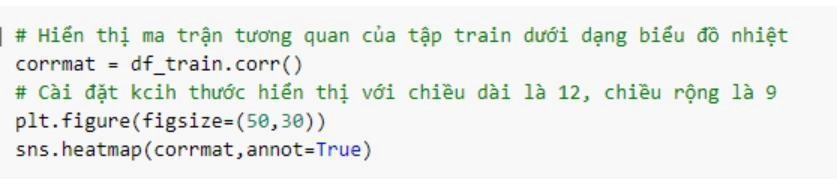 # Hiển thị ma trận tương quan của tập train dưới dạng biểu đồ nhiệt
corrmat = df_train.corr()
# Cài đặt kcih thước hiển thị với chiều dài là 12, chiều rộng là 9
plt.figure(figsize=(50,30))
sns.heatmap(corrmat,annot=True)